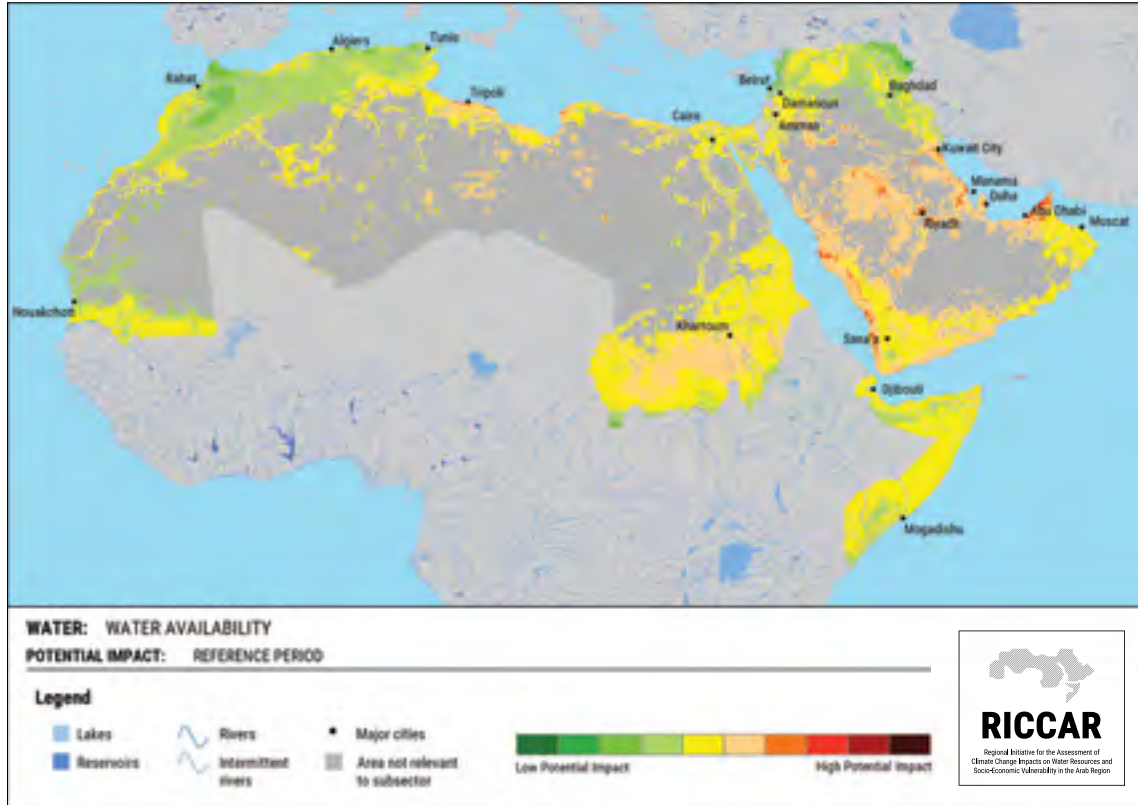 Algiers
Tunis
Rabat
Tripoli
Beirut
Baghdad
Damascus
Cairo
Amman
Kuwait City
Manama
Doha
Abu Dhabi
Riyadh
Muscat
Nouakchott
Khartoum
Sana'a
Djibouti
Mogadishu
WATER: WATER AVAILABILITY
POTENTIAL IMPACT: REFERENCE PERIOD
Legend
Lakes
Rivers
Major cities
Reservoirs
Intermittent
rivers
Area not relevant
to subsector
Low Potential Impact
High Potential Impact
RICCAR
Regional Initiative for the Assessment of
Climate Change Impacts on Water Resources and
Socio-Economic Vulnerability in the Arab Region